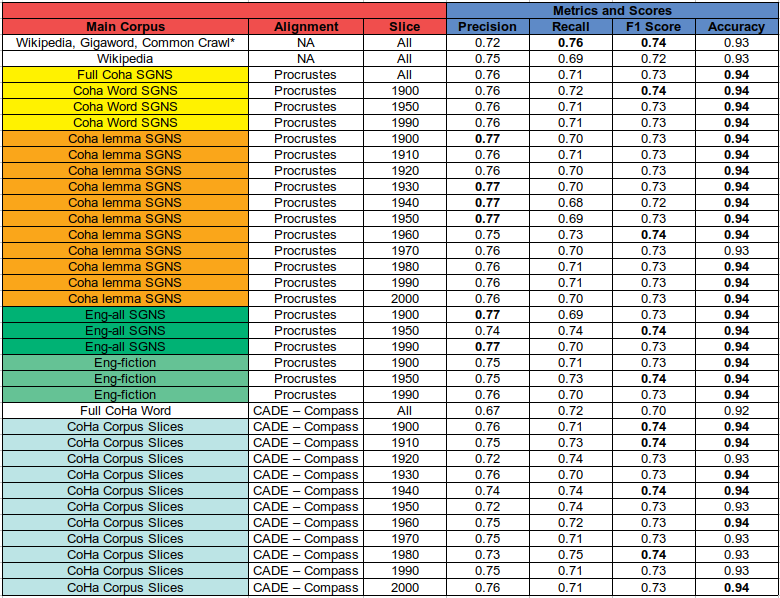 Metrics and Scores
Main Corpus Alignment Slice Precision Recall F1 Score Accuracy
Wikipedia, Gigaword, Common Crawl* NA All 0.72 0.76 0.74 0.93
Wikipedia NA All 0.75 0.69 0.72 0.93
Full Coha SGNS Procrustes All 0.76 0.71 0.73 0.94
Coha Word SGNS Procrustes 1900 0.76 0.72 0.74 0.94
Coha Word SGNS Procrustes 1950 0.76 0.71 0.73 0.94
Coha Word SGNS Procrustes 1990 0.76 0.71 0.73 0.94
Coha lemma SGNS Procrustes 1900 0.77 0.70 0.73 0.94
Coha lemma SGNS Procrustes 1910 0.76 0.71 0.73 0.94
Coha lemma SGNS Procrustes 1920 0.76 0.70 0.73 0.94
Coha lemma SGNS Procrustes 1930 0.77 0.70 0.73 0.94
Coha lemma SGNS Procrustes 1940 0.77 0.68 0.72 0.94
Coha lemma SGNS Procrustes 1950 0.77 0.69 0.73 0.94
Coha lemma SGNS Procrustes 1960 0.75 0.73 0.74 0.94
Coha lemma SGNS Procrustes 1970 0.76 0.70 0.73 0.93
Coha lemma SGNS Procrustes 1980 0.76 0.71 0.73 0.94
Coha lemma SGNS Procrustes 1990 0.76 0.71 0.73 0.94
Coha lemma SGNS Procrustes 2000 0.76 0.70 0.73 0.94
Eng-all SGNS Procrustes 1900 0.77 0.69 0.73 0.94
Eng-all SGNS Procrustes 1950 0.74 0.74 0.74 0.94
Eng-all SGNS Procrustes 1990 0.77 0.70 0.73 0.94
Eng-fiction Procrustes 1900 0.75 0.71 0.73 0.94
Eng-fiction Procrustes 1950 0.75 0.73 0.74 0.94
Eng-fiction Procrustes 1990 0.76 0.70 0.73 0.94
Full CoHa Word CADE – Compass All 0.67 0.72 0.70 0.92
CoHa Corpus Slices CADE – Compass 1900 0.76 0.71 0.74 0.94
CoHa Corpus Slices CADE – Compass 1910 0.75 0.73 0.74 0.94
CoHa Corpus Slices CADE – Compass 1920 0.72 0.74 0.73 0.93
CoHa Corpus Slices CADE – Compass 1930 0.76 0.70 0.73 0.94
CoHa Corpus Slices CADE – Compass 1940 0.74 0.74 0.74 0.94
CoHa Corpus Slices CADE – Compass 1950 0.72 0.74 0.73 0.93
CoHa Corpus Slices CADE – Compass 1960 0.75 0.72 0.73 0.94
CoHa Corpus Slices CADE – Compass 1970 0.75 0.71 0.73 0.93
CoHa Corpus Slices CADE – Compass 1980 0.73 0.75 0.74 0.93
CoHa Corpus Slices CADE – Compass 1990 0.75 0.71 0.73 0.93
CoHa Corpus Slices CADE – Compass 2000 0.76 0.71 0.73 0.94